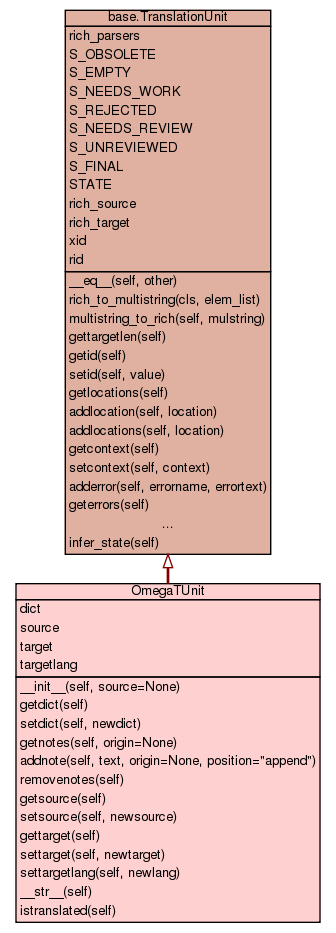 base.TranslationUnit
rich_parsers
S_OBSOLETE
S_EMPTY
S_NEEDS_WORK
S_REJECTED
S_NEEDS_REVIEW
S_UNREVIEWED
S_FINAL
STATE
rich_source
rich_target
xid
rid
__eq__(self, other)
rich_to_multistring(cls, elem_list)
multistring_to_rich(self, mulstring)
gettargetlen(self)
getid(self)
setid(self, value)
getlocations(self)
addlocation(self, location)
addlocations(self, location)
getcontext(self)
setcontext(self, context)
adderror(self, errorname, errortext)
geterrors(self)
...
infer_state(self)
OmegaTUnit
dict
source
target
targetlang
__init__(self, source=None)
getdict(self)
setdict(self, newdict)
getnotes(self, origin=None)
addnote(self, text, origin=None, position="append")
removenotes(self)
getsource(self)
setsource(self, newsource)
gettarget(self)
settarget(self, newtarget)
settargetlang(self, newlang)
__str__(self)
istranslated(self)